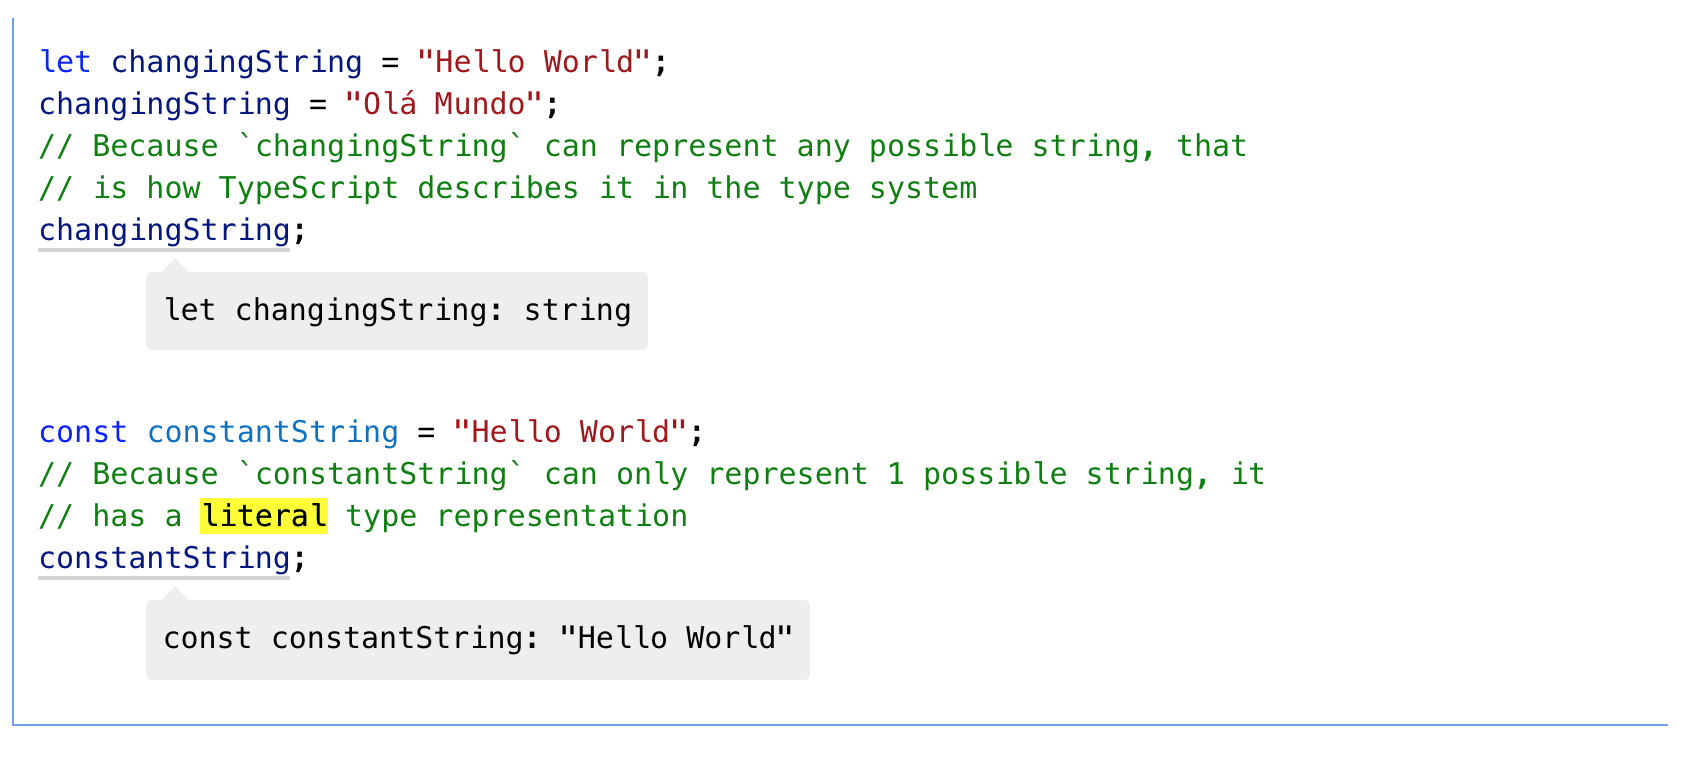 let changingString = "Hello World";
changingString = "Olá Mundo";
// Because `changingString` can represent any possible string, that
// is how TypeScript describes it in the type system
changingString;
let changingString: string
const constantString = "Hello World";
// Because `constantString` can only represent 1 possible string, it
// has a literal type representation
constantString;
const constantString: "Hello World"